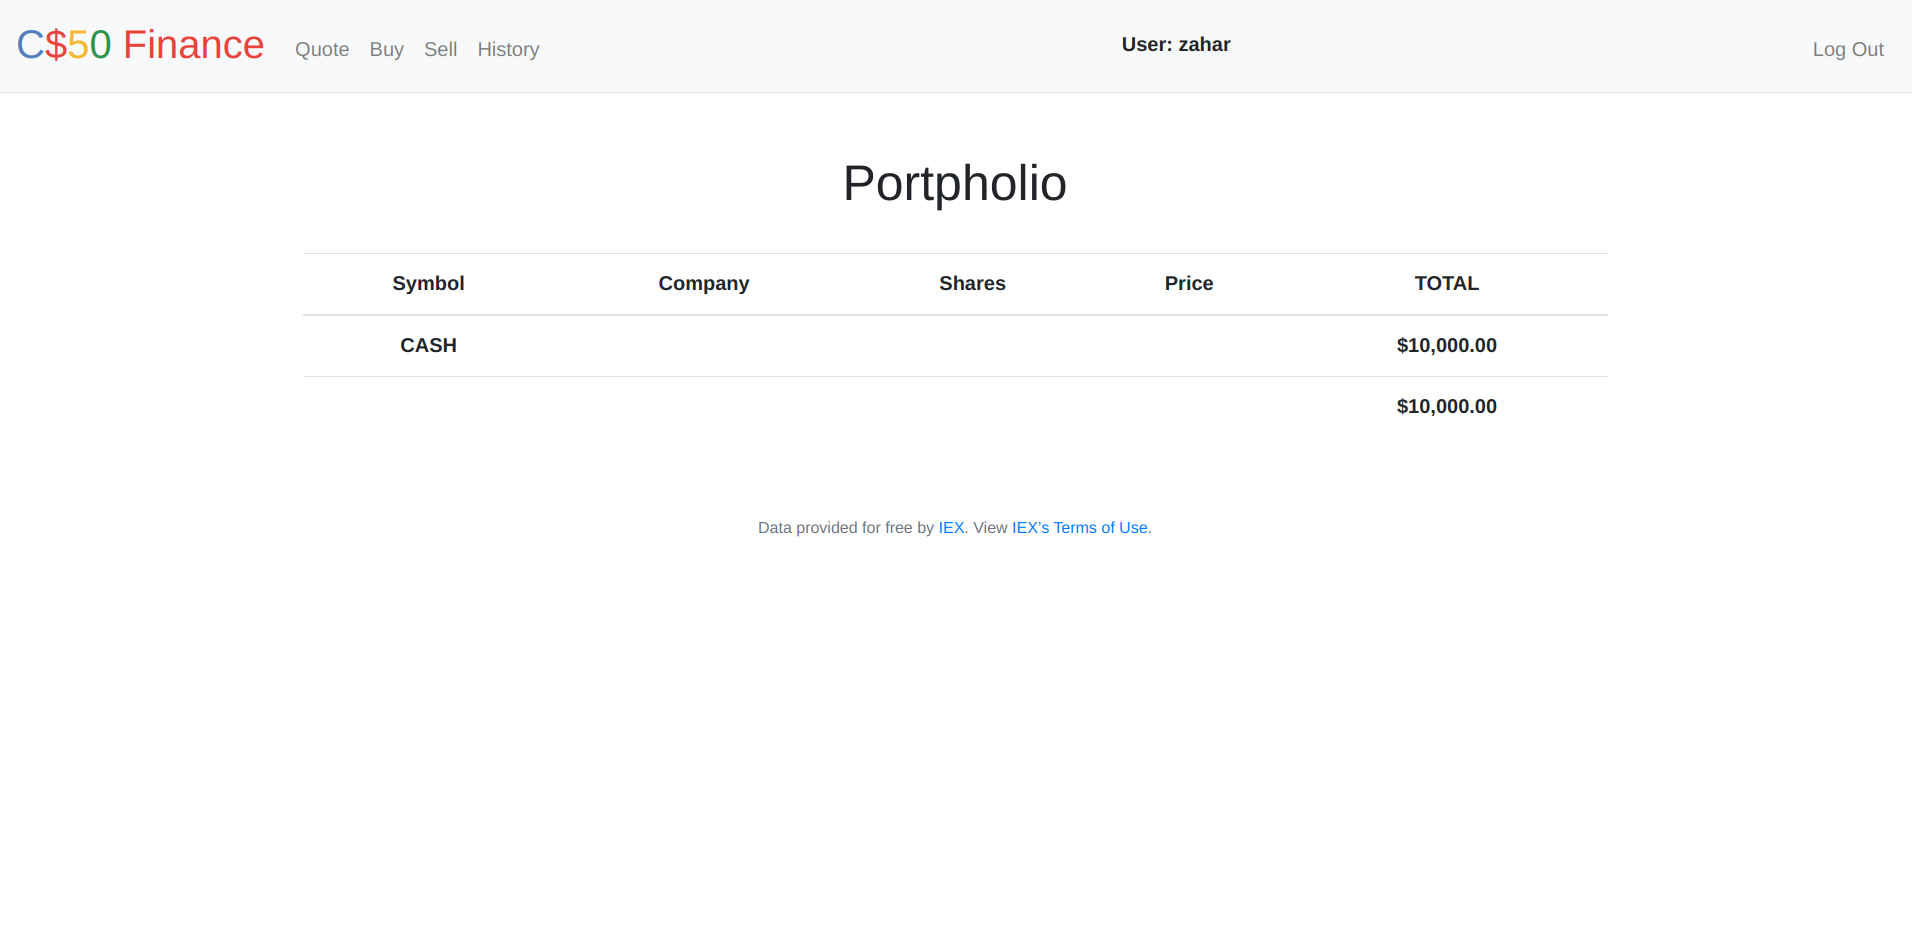 C$50 Finance Quote Buy Sell History User: zahar Log Out
Portpholio
Symbol Company Shares Price TOTAL
CASH $10,000.00
$10,000.00
Data provided for free by IEX. View IEX’s Terms of Use.